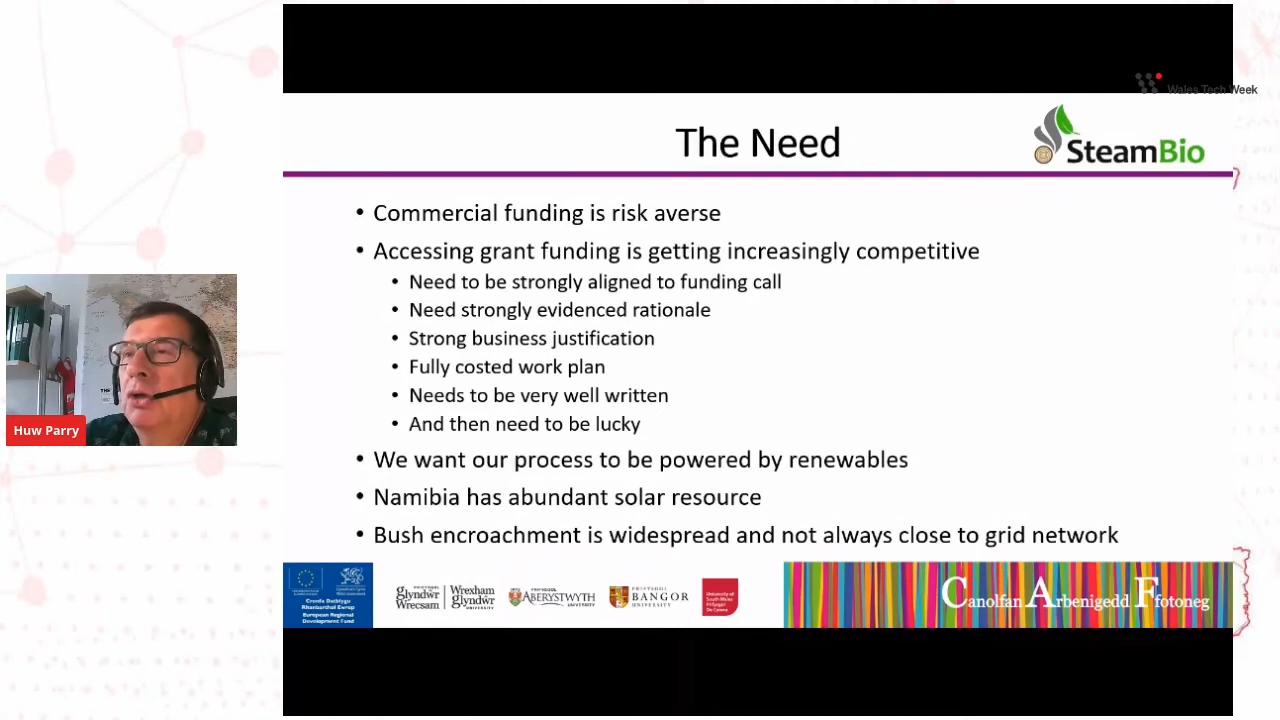 Wales Tech Week
The Need
SteamBio
• Commercial funding is risk averse
• Accessing grant funding is getting increasingly competitive
• Need to be strongly aligned to funding call
• Need strongly evidenced rationale
• Strong business justification
• Fully costed work plan
• Needs to be very well written
• And then need to be lucky
• We want our process to be powered by renewables
• Namibia has abundant solar resource
• Bush encroachment is widespread and not always close to grid network
Huw Parry
Cronfa Datblygu
Rhanbarthol Ewrop
European Regional
Development Fund
glyndŵr
Wrecsam
Wrexham
glyndŵr
UNIVERSITY
PRIFYSGOL
ABERYSTWYTH
UNIVERSITY
PRIFYSGOL
BANGOR
UNIVERSITY
University of
South Wales
Prifysgol
De Cymru
Canolfan Arbenigedd Ffotoneg